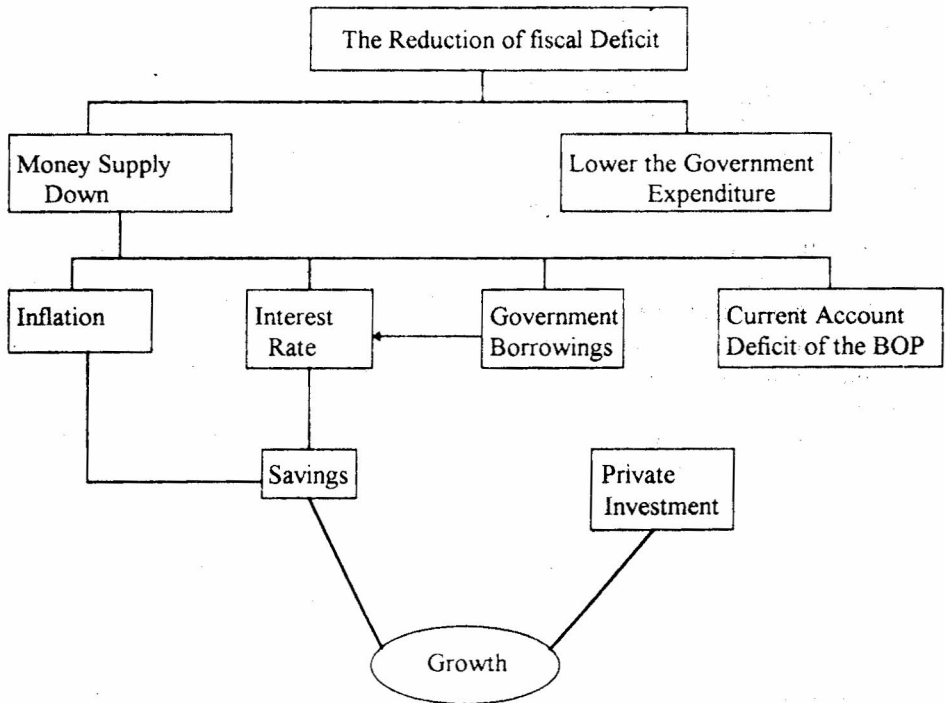 The Reduction of fiscal Deficit
Money Supply
Down
Lower the Government
Expenditure
Inflation
Interest
Rate
Government
Borrowings
Current Account
Deficit of the BOP
Savings
Private
Investment
Growth